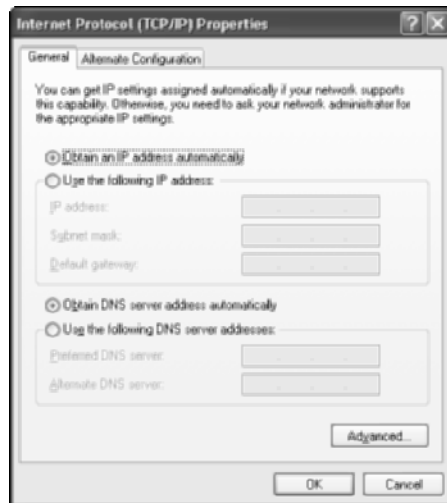 Internet Protocol (TCP/IP) Properties
General
Alternate Configuration
You can get IP settings assigned automatically if your network supports
this capability. Otherwise, you need to ask your network administrator for
the appropriate IP settings.
Obtain an IP address automatically
Use the following IP address:
IP address:
Subnet mask:
Default gateway:
Obtain DNS server address automatically
Use the following DNS server addresses:
Preferred DNS server:
Alternate DNS server:
Advanced...
OK
Cancel